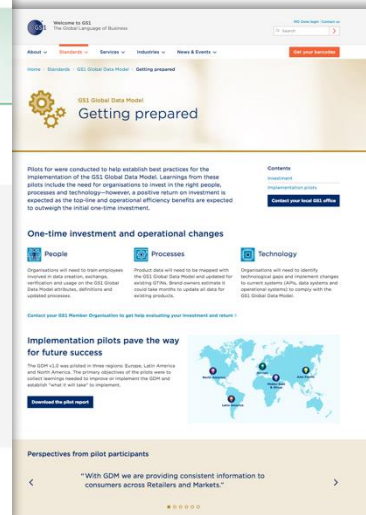 GS1
Welcome to GS1
The Global Language of Business
MO Zone login Contact us
Search
About
Standards
Services
Industries
News & Events
Get your barcodes
Home Standards GS1 Global Data Model Getting prepared
GS1 Global Data Model
Getting prepared
Pilots for were conducted to help establish best practices for the
implementation of the GS1 Global Data Model. Learnings from these
pilots include the need for organisations to invest in the right people,
processes and technology—however, a positive return on investment is
expected as the top-line and operational efficiency benefits are expected
to outweigh the initial one-time investment.
Contents
Investment
Implementation pilots
Contact your local GS1 office
One-time investment and operational changes
People
Organisations will need to train employees
involved in data creation, exchange,
verification and usage on the GS1 Global
Data Model attributes, definitions and
updated processes.
Processes
Product data will need to be mapped with
the GS1 Global Data Model and updated for
existing GTINs. Brand owners estimate it
could take months to update all data for
existing products.
Technology
Organisations will need to identify
technological gaps and implement changes
to current systems (APIs, data systems and
operational systems) to comply with the
GS1 Global Data Model.
Contact your GS1 Member Organisation to get help evaluating your investment and return
Implementation pilots pave the way
for future success
The GDM v1.0 was piloted in three regions: Europe, Latin America
and North America. The primary objectives of the pilots were to
collect learnings needed to improve or implement the GDM and
establish "what it will take" to implement.
Download the pilot report
North America
Europe
Latin America
Perspectives from pilot participants
"With GDM we are providing consistent information to
consumers across Retailers and Markets."